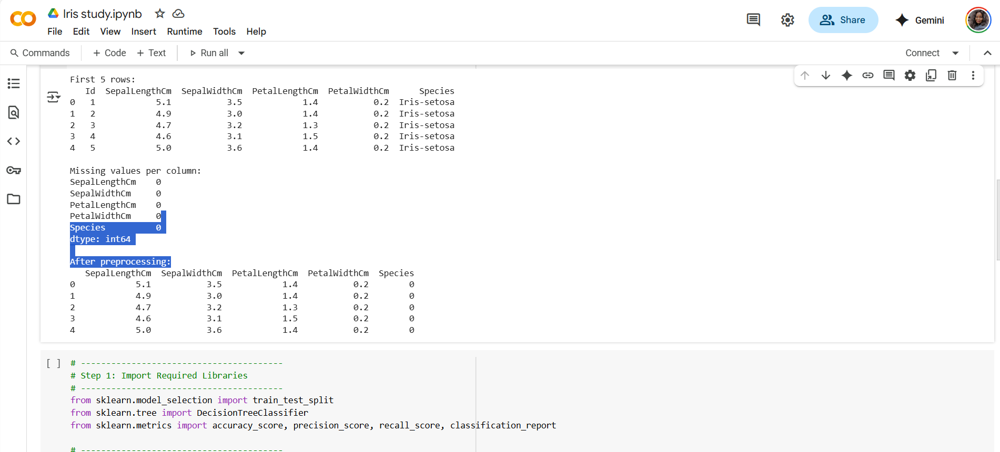 Iris study.ipynb
File Edit View Insert Runtime Tools Help
Share
Gemini
Commands + Code + Text Run all
Connect
First 5 rows:
   Id  SepalLengthCm  SepalWidthCm  PetalLengthCm  PetalWidthCm      Species
0   1            5.1           3.5            1.4           0.2  Iris-setosa
1   2            4.9           3.0            1.4           0.2  Iris-setosa
2   3            4.7           3.2            1.3           0.2  Iris-setosa
3   4            4.6           3.1            1.5           0.2  Iris-setosa
4   5            5.0           3.6            1.4           0.2  Iris-setosa
Missing values per column:
SepalLengthCm    0
SepalWidthCm     0
PetalLengthCm    0
PetalWidthCm     0
Species          0
dtype: int64
After preprocessing:
   SepalLengthCm  SepalWidthCm  PetalLengthCm  PetalWidthCm  Species
0            5.1           3.5            1.4           0.2        0
1            4.9           3.0            1.4           0.2        0
2            4.7           3.2            1.3           0.2        0
3            4.6           3.1            1.5           0.2        0
4            5.0           3.6            1.4           0.2        0
[ ] # ----------------------------------------
# Step 1: Import Required Libraries
# ----------------------------------------
from sklearn.model_selection import train_test_split
from sklearn.tree import DecisionTreeClassifier
from sklearn.metrics import accuracy_score, precision_score, recall_score, classification_report
# ----------------------------------------